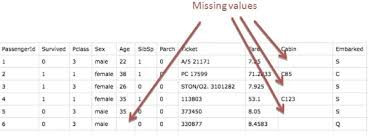 Missing values
PassengerId Survived Pclass Sex Age SibSp Parch Ticket Fare Cabin Embarked
1 0 3 male 22 1 0 A/5 21171 7.25 S
2 1 1 female 38 1 0 PC 17599 71.2833 C85 C
3 1 3 female 26 0 0 STON/O2. 3101282 7.925 S
4 1 1 female 35 1 0 113803 53.1 C123 S
5 0 3 male 35 0 0 373450 8.05 S
6 0 3 male 0 0 330877 8.4583 Q